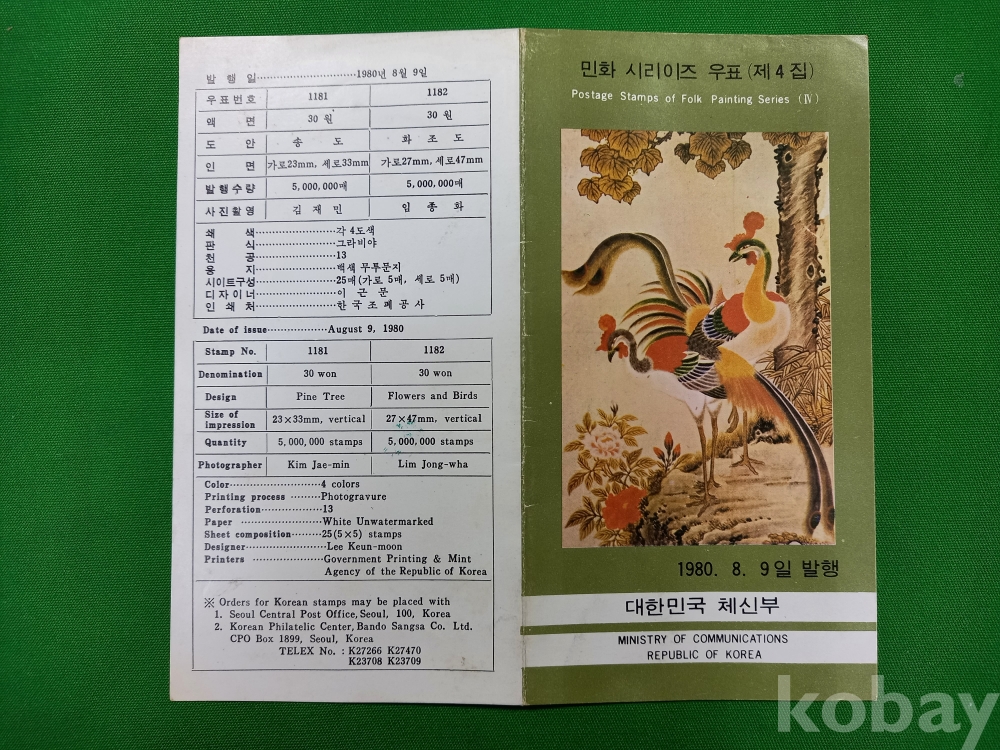 발 행 일 1980년 8월 9일
우표번호 1181 1182
액 면 30 원 30 원
도 안 송 도 화 조 도
인 면 가로23mm, 세로33mm 가로27mm, 세로47mm
발행수량 5,000,000매 5,000,000매
사진촬영 김 재 민 임 종 화
쇄 색 각 4도색
판 식 그라비야
천 공 13
용 지 백색 무투문지
시이트구성 25매(가로 5매, 세로 5매)
디 자 이 너 이 근 문
인 쇄 처 한 국 조 폐 공 사
Date of issue August 9, 1980
Stamp No. 1181 1182
Denomination 30 won 30 won
Design Pine Tree Flowers and Birds
Size of impression 23×33mm, vertical 27×47mm, vertical
Quantity 5,000,000 stamps 5,000,000 stamps
Photographer Kim Jae-min Lim Jong-wha
Color 4 colors
Printing process Photogravure
Perforation 13
Paper White Unwatermarked
Sheet composition 25(5×5) stamps
Designer Lee Keun-moon
Printers Government Printing & Mint
Agency of the Republic of Korea
※ Orders for Korean stamps may be placed with
1. Seoul Central Post Office, Seoul, 100, Korea
2. Korean Philatelic Center, Bando Sangsa Co. Ltd.
CPO Box 1899, Seoul, Korea
TELEX No. : K27266 K27470
K23708 K23709
민화 시리이즈 우표 (제 4 집)
Postage Stamps of Folk Painting Series (Ⅳ)
1980. 8. 9일 발행
대한민국 체신부
MINISTRY OF COMMUNICATIONS
REPUBLIC OF KOREA
kobay